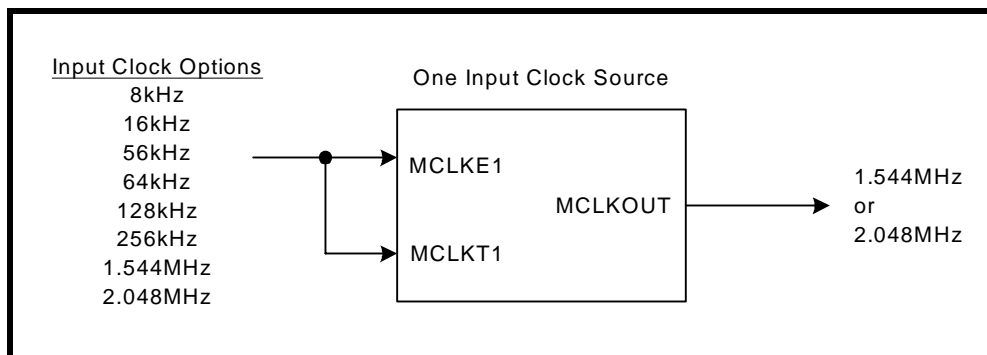 Input Clock Options
8kHz
16kHz
56kHz
64kHz
128kHz
256kHz
1.544MHz
2.048MHz
One Input Clock Source
MCLKE1
MCLKT1
MCLKOUT
1.544MHz
or
2.048MHz